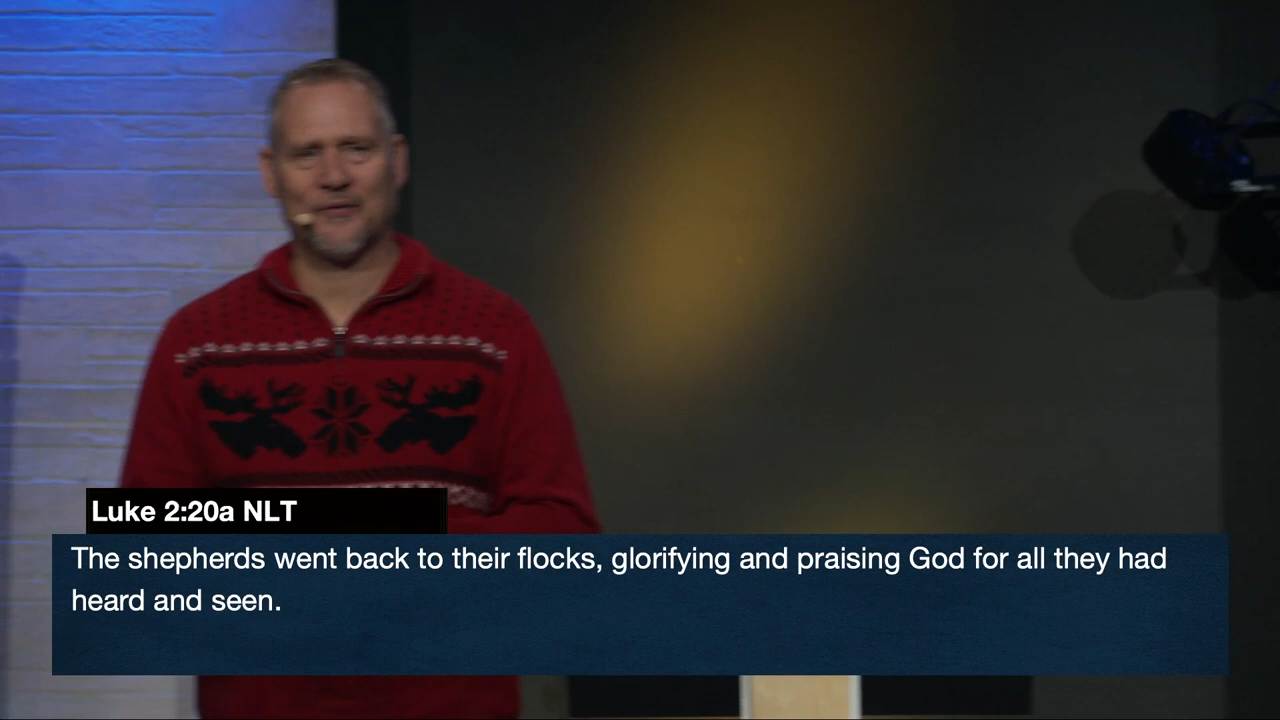 Luke 2:20a NLT
The shepherds went back to their flocks, glorifying and praising God for all they had
heard and seen.